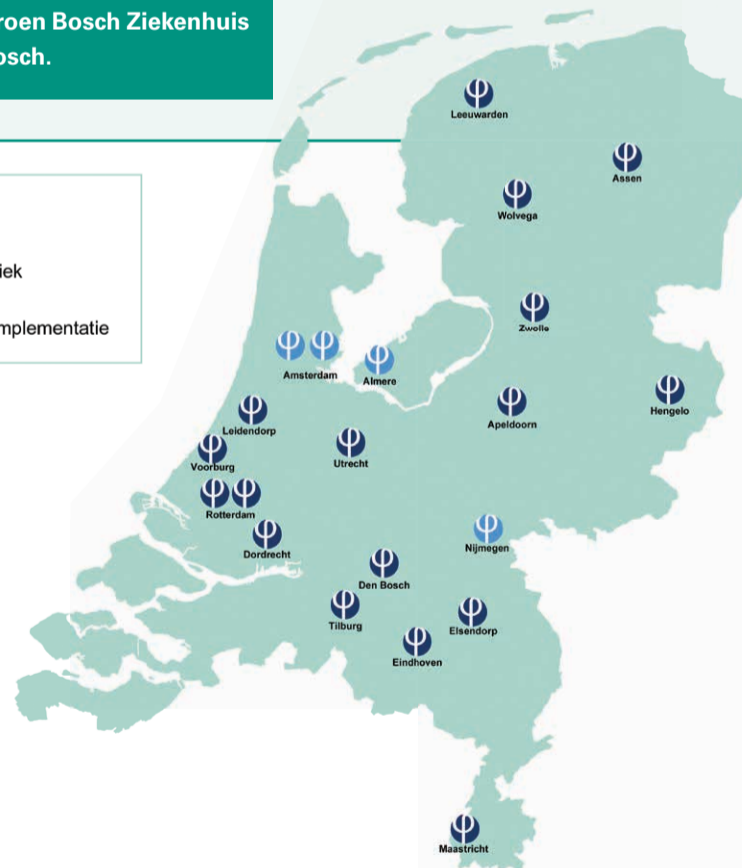 roen Bosch Ziekenhuis
osch.
iek
mplementatie
Leeuwarden
Assen
Wolvega
Zwolle
Amsterdam
Almere
Hengelo
Apeldoorn
Leidendorp
Utrecht
Voorburg
Rotterdam
Nijmegen
Dordrecht
Den Bosch
Tilburg
Elsendorp
Eindhoven
Maastricht